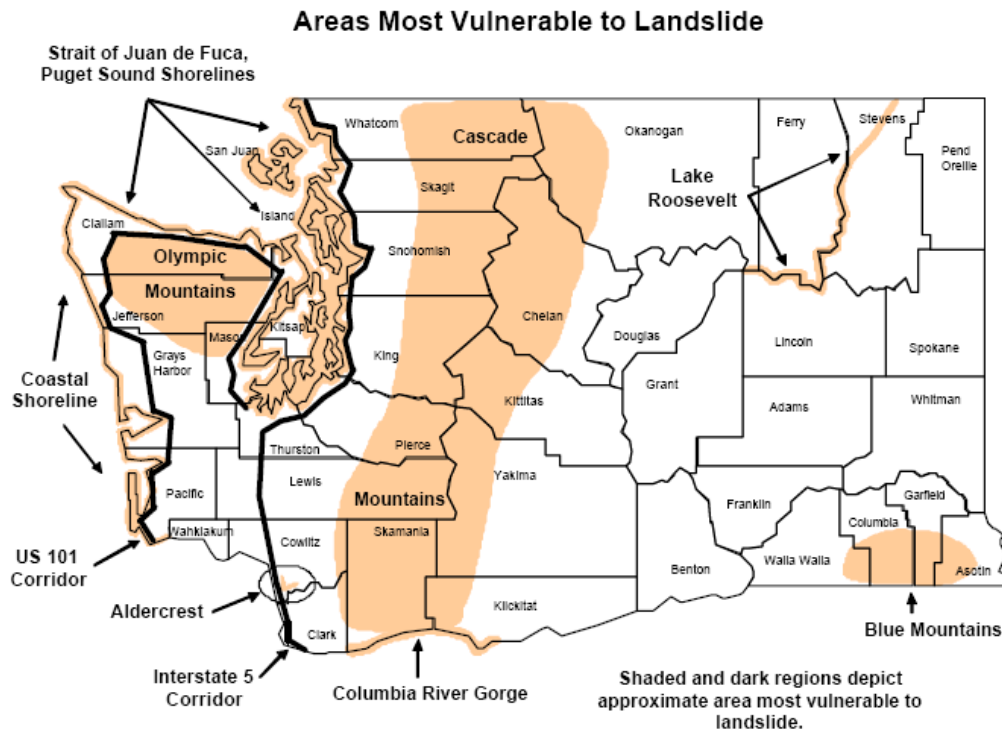 Areas Most Vulnerable to Landslide
Strait of Juan de Fuca,
Puget Sound Shorelines
Whatcom
Cascade
Okanogan
Ferry
Stevens
San Juan
Pend
Oreille
Skagit
Lake
Roosevelt
Island
Clallam
Snohomish
Olympic
Mountains
Chelan
Jefferson
Kitsap
Mason
Douglas
Lincoln
Spokane
Grays
Harbor
King
Coastal
Shoreline
Grant
Kittitas
Adams
Whitman
Thurston
Pierce
Yakima
Lewis
Mountains
Pacific
Franklin
Garfield
Columbia
Wahkiakum
Cowlitz
Skamania
US 101
Corridor
Walla Walla
Benton
Asotin
Aldercrest
Klickitat
Clark
Blue Mountains
Interstate 5
Corridor
Columbia River Gorge
Shaded and dark regions depict
approximate area most vulnerable to
landslide.